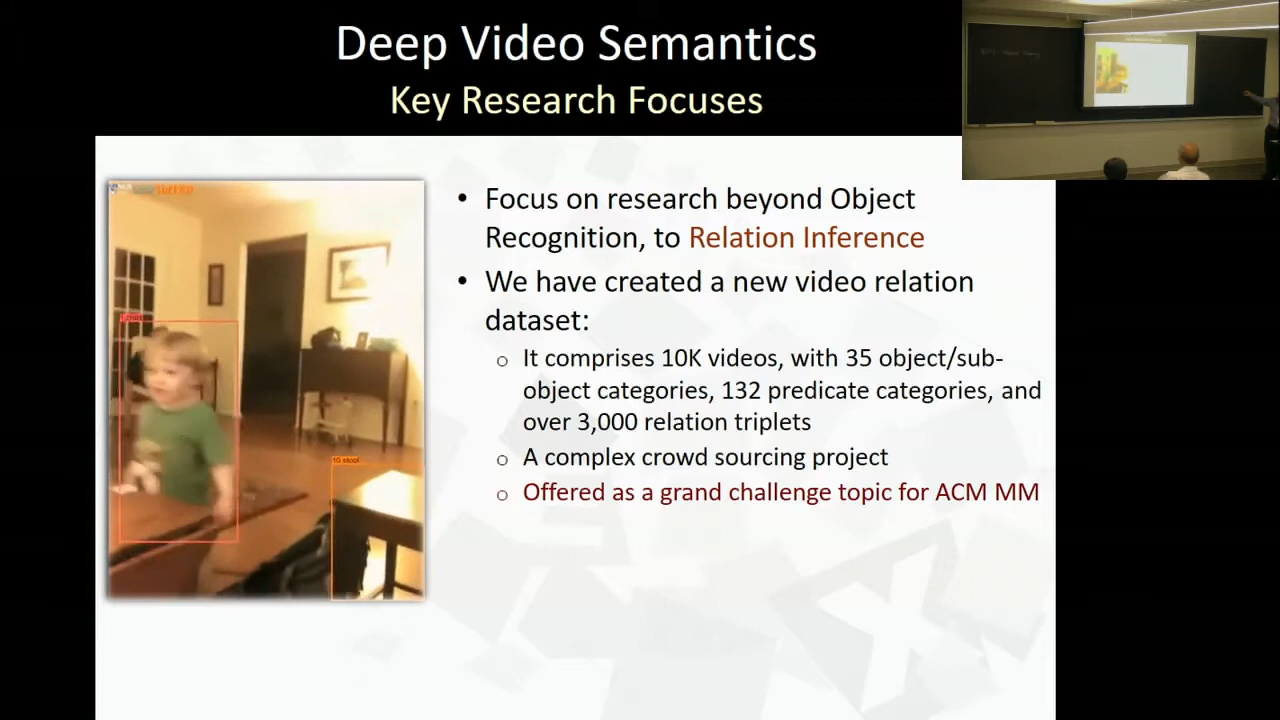 Deep Video Semantics
Key Research Focuses
• Focus on research beyond Object
Recognition, to Relation Inference
• We have created a new video relation
dataset:
o It comprises 10K videos, with 35 object/sub-
object categories, 132 predicate categories, and
over 3,000 relation triplets
o A complex crowd sourcing project
o Offered as a grand challenge topic for ACM MM